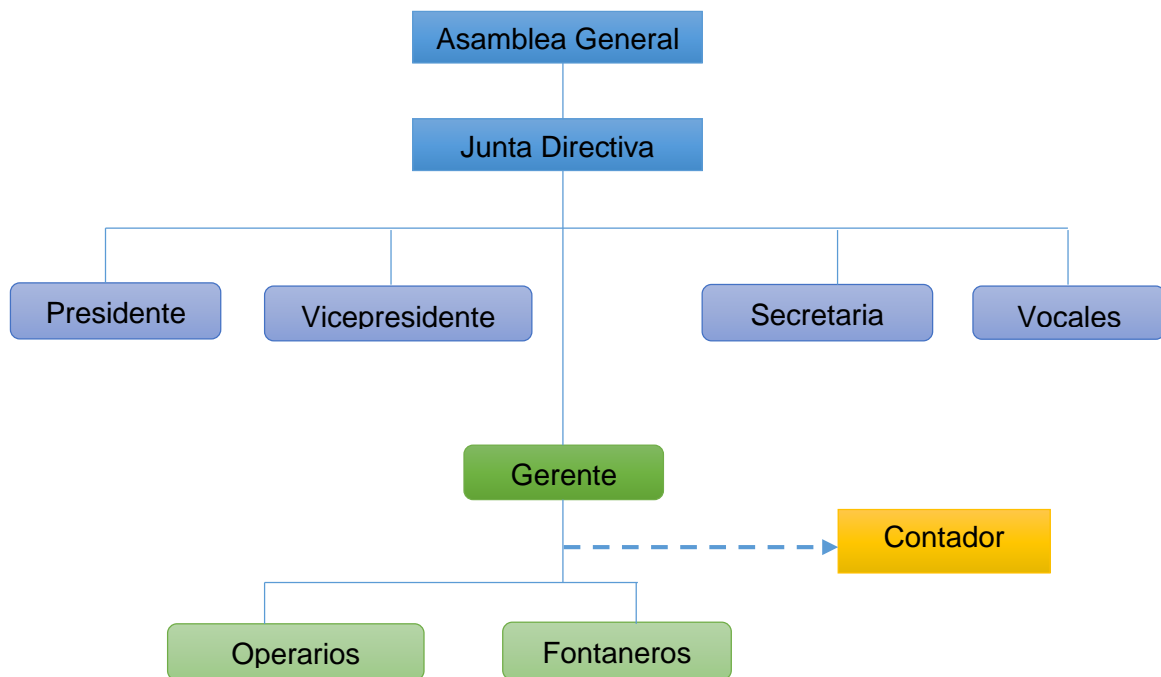 Asamblea General
Junta Directiva
Presidente
Vicepresidente
Secretaria
Vocales
Gerente
Contador
Operarios
Fontaneros